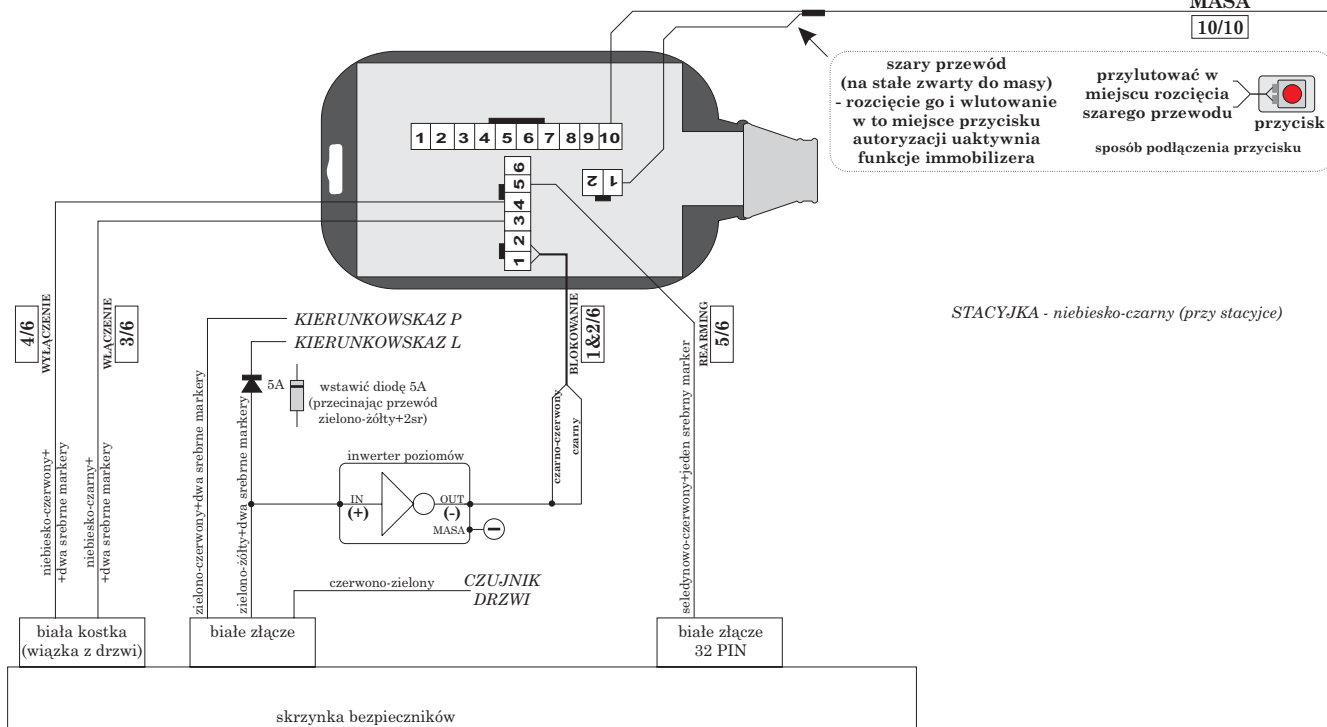 MASA
10/10
szary przewód
(na stałe zwarty do masy)
- rozcięcie go i wlutowanie
w to miejsce przycisku
autoryzacji uaktywnia
funkcje immobilizera
przylutować w
miejscu rozcięcia
szarego przewodu
przycisk
sposób podłączenia przycisku
1 2 3 4 5 6 7 8 9 10
6
5
4
3
2
1
2 1
4/6
WYŁĄCZENIE
WŁĄCZENIE
3/6
KIERUNKOWSKAZ P
KIERUNKOWSKAZ L
5A
wstawić diodę 5A
(przecinając przewód
zielono-żółty+2sr)
BLOKOWANIE
1&2/6
REARMING
5/6
STACYJKA - niebiesko-czarny (przy stacyjce)
niebiesko-czerwony+
+dwa srebrne markery
niebiesko-czarny+
+dwa srebrne markery
zielono-czerwony+dwa srebrne markery
zielono-żółty+dwa srebrne markery
inwerter poziomów
IN
(+)
OUT
(-)
MASA
czarno-czerwony
czarny
seledynowo-czerwony+jeden srebrny marker
czerwono-zielony
CZUJNIK
DRZWI
biała kostka
(wiązka z drzwi)
białe złącze
białe złącze
32 PIN
skrzynka bezpieczników